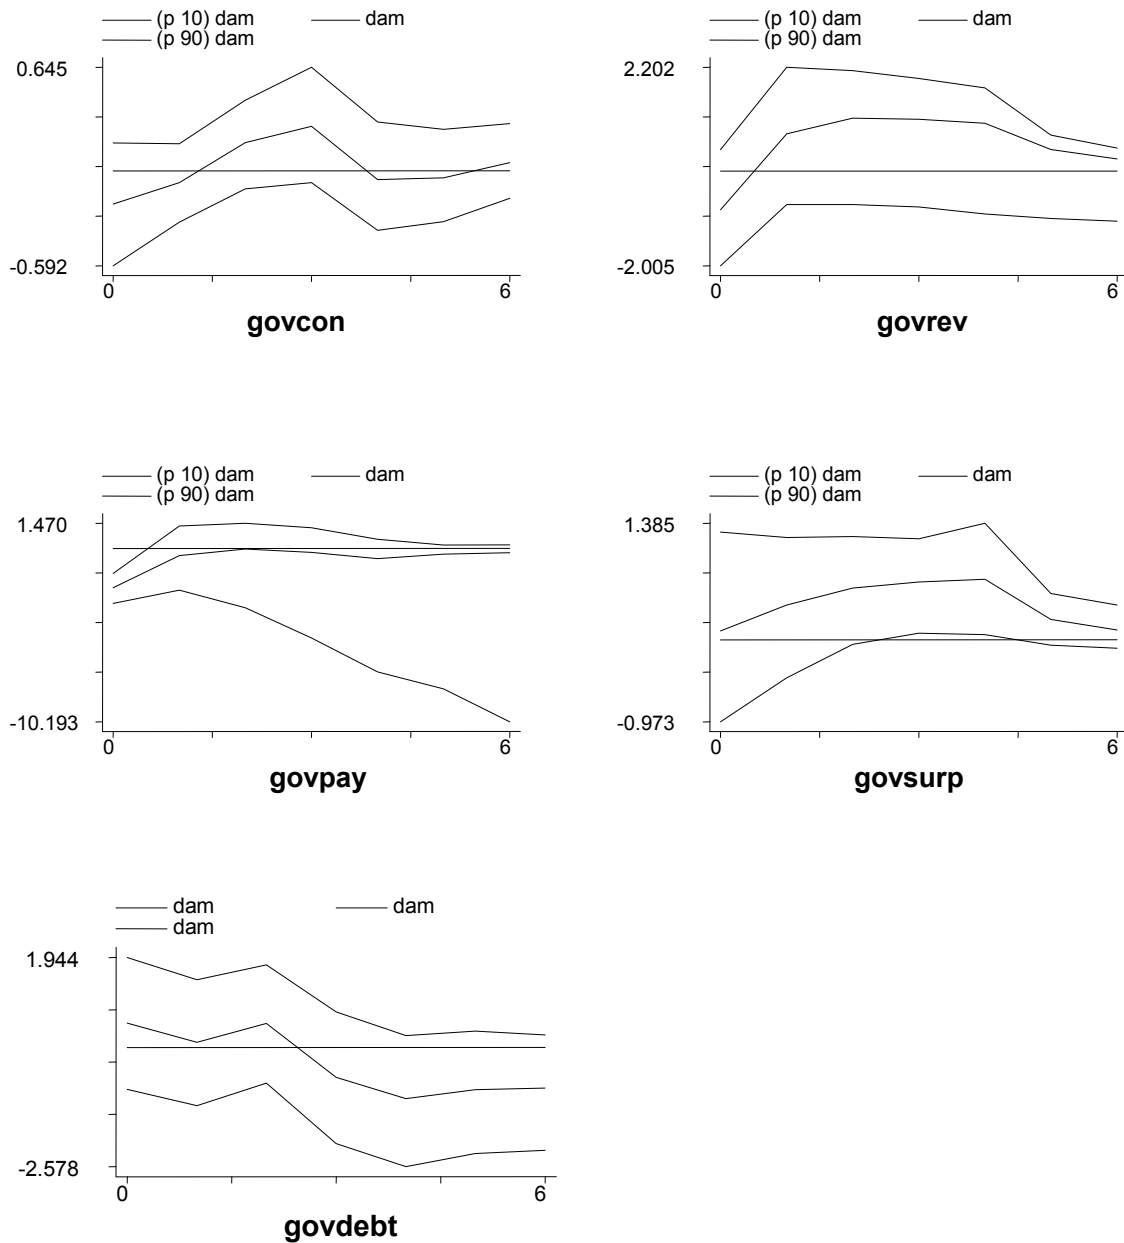 (p 10) dam dam
(p 90) dam
0.645
-0.592
0 6
govcon
(p 10) dam dam
(p 90) dam
2.202
-2.005
0 6
govrev
(p 10) dam dam
(p 90) dam
1.470
-10.193
0 6
govpay
(p 10) dam dam
(p 90) dam
1.385
-0.973
0 6
govsurp
dam dam
dam
1.944
-2.578
0 6
govdebt